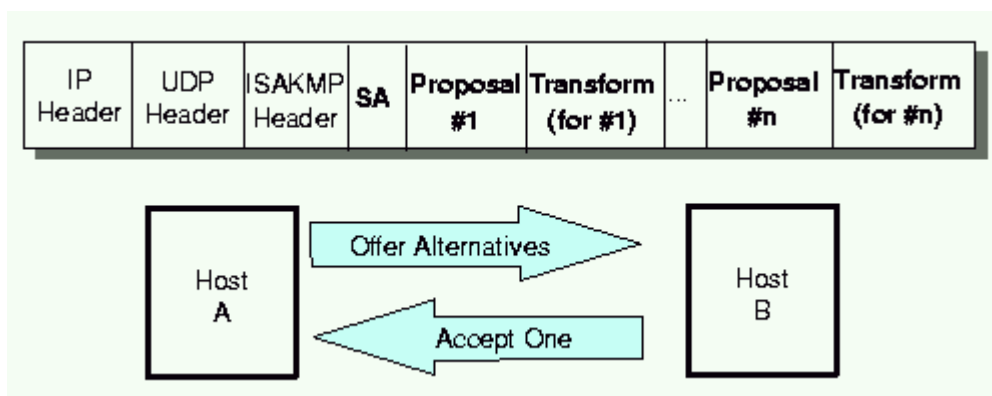 IP
Header
UDP
Header
ISAKMP
Header
SA
Proposal
#1
Transform
(for #1)
...
Proposal
#n
Transform
(for #n)
Host
A
Offer Alternatives
Accept One
Host
B